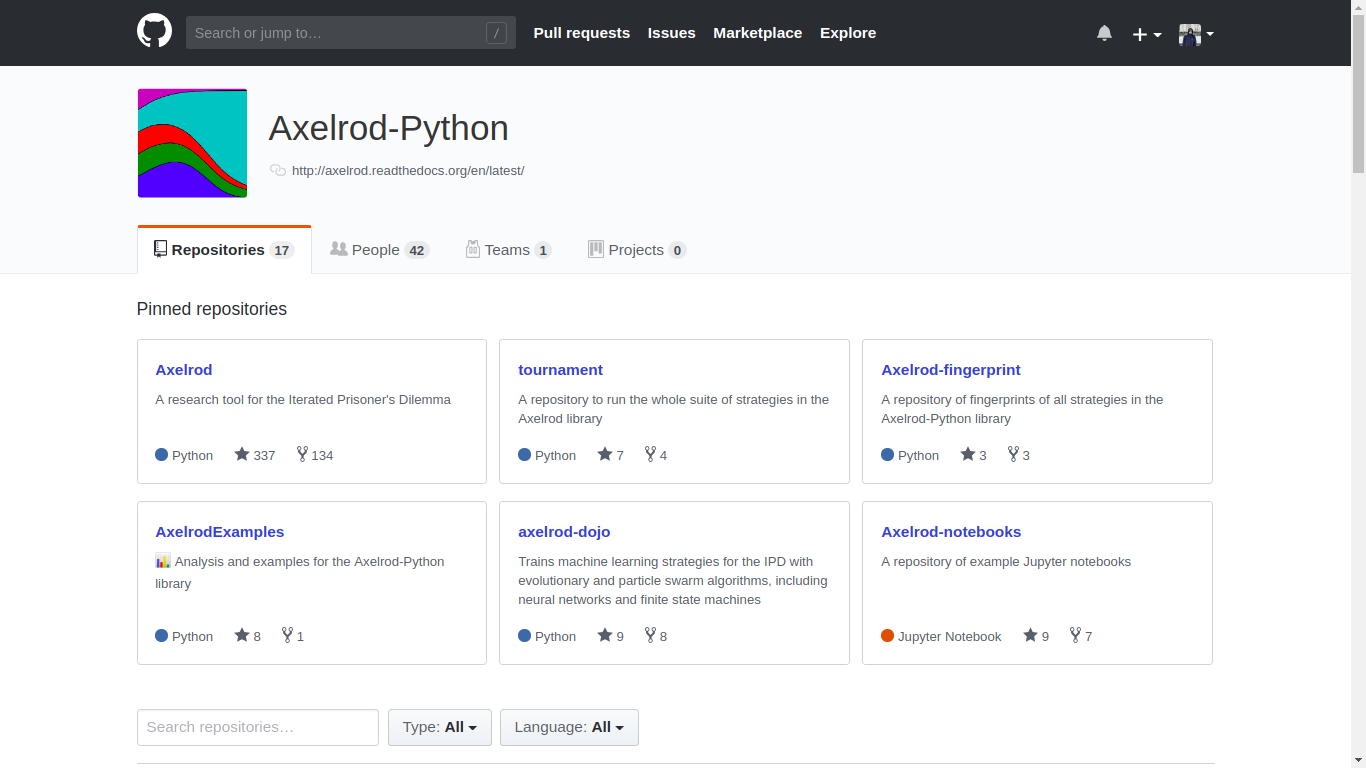 Search or jump to… /
Pull requests Issues Marketplace Explore
Axelrod-Python
http://axelrod.readthedocs.org/en/latest/
Repositories 17 People 42 Teams 1 Projects 0
Pinned repositories
Axelrod
A research tool for the Iterated Prisoner's Dilemma
Python 337 134
tournament
A repository to run the whole suite of strategies in the
Axelrod library
Python 7 4
Axelrod-fingerprint
A repository of fingerprints of all strategies in the
Axelrod-Python library
Python 3 3
AxelrodExamples
Analysis and examples for the Axelrod-Python
library
Python 8 1
axelrod-dojo
Trains machine learning strategies for the IPD with
evolutionary and particle swarm algorithms, including
neural networks and finite state machines
Python 9 8
Axelrod-notebooks
A repository of example Jupyter notebooks
Jupyter Notebook 9 7
Search repositories… Type: All Language: All